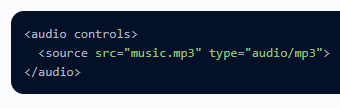 <audio controls>
  <source src="music.mp3" type="audio/mp3">
</audio>